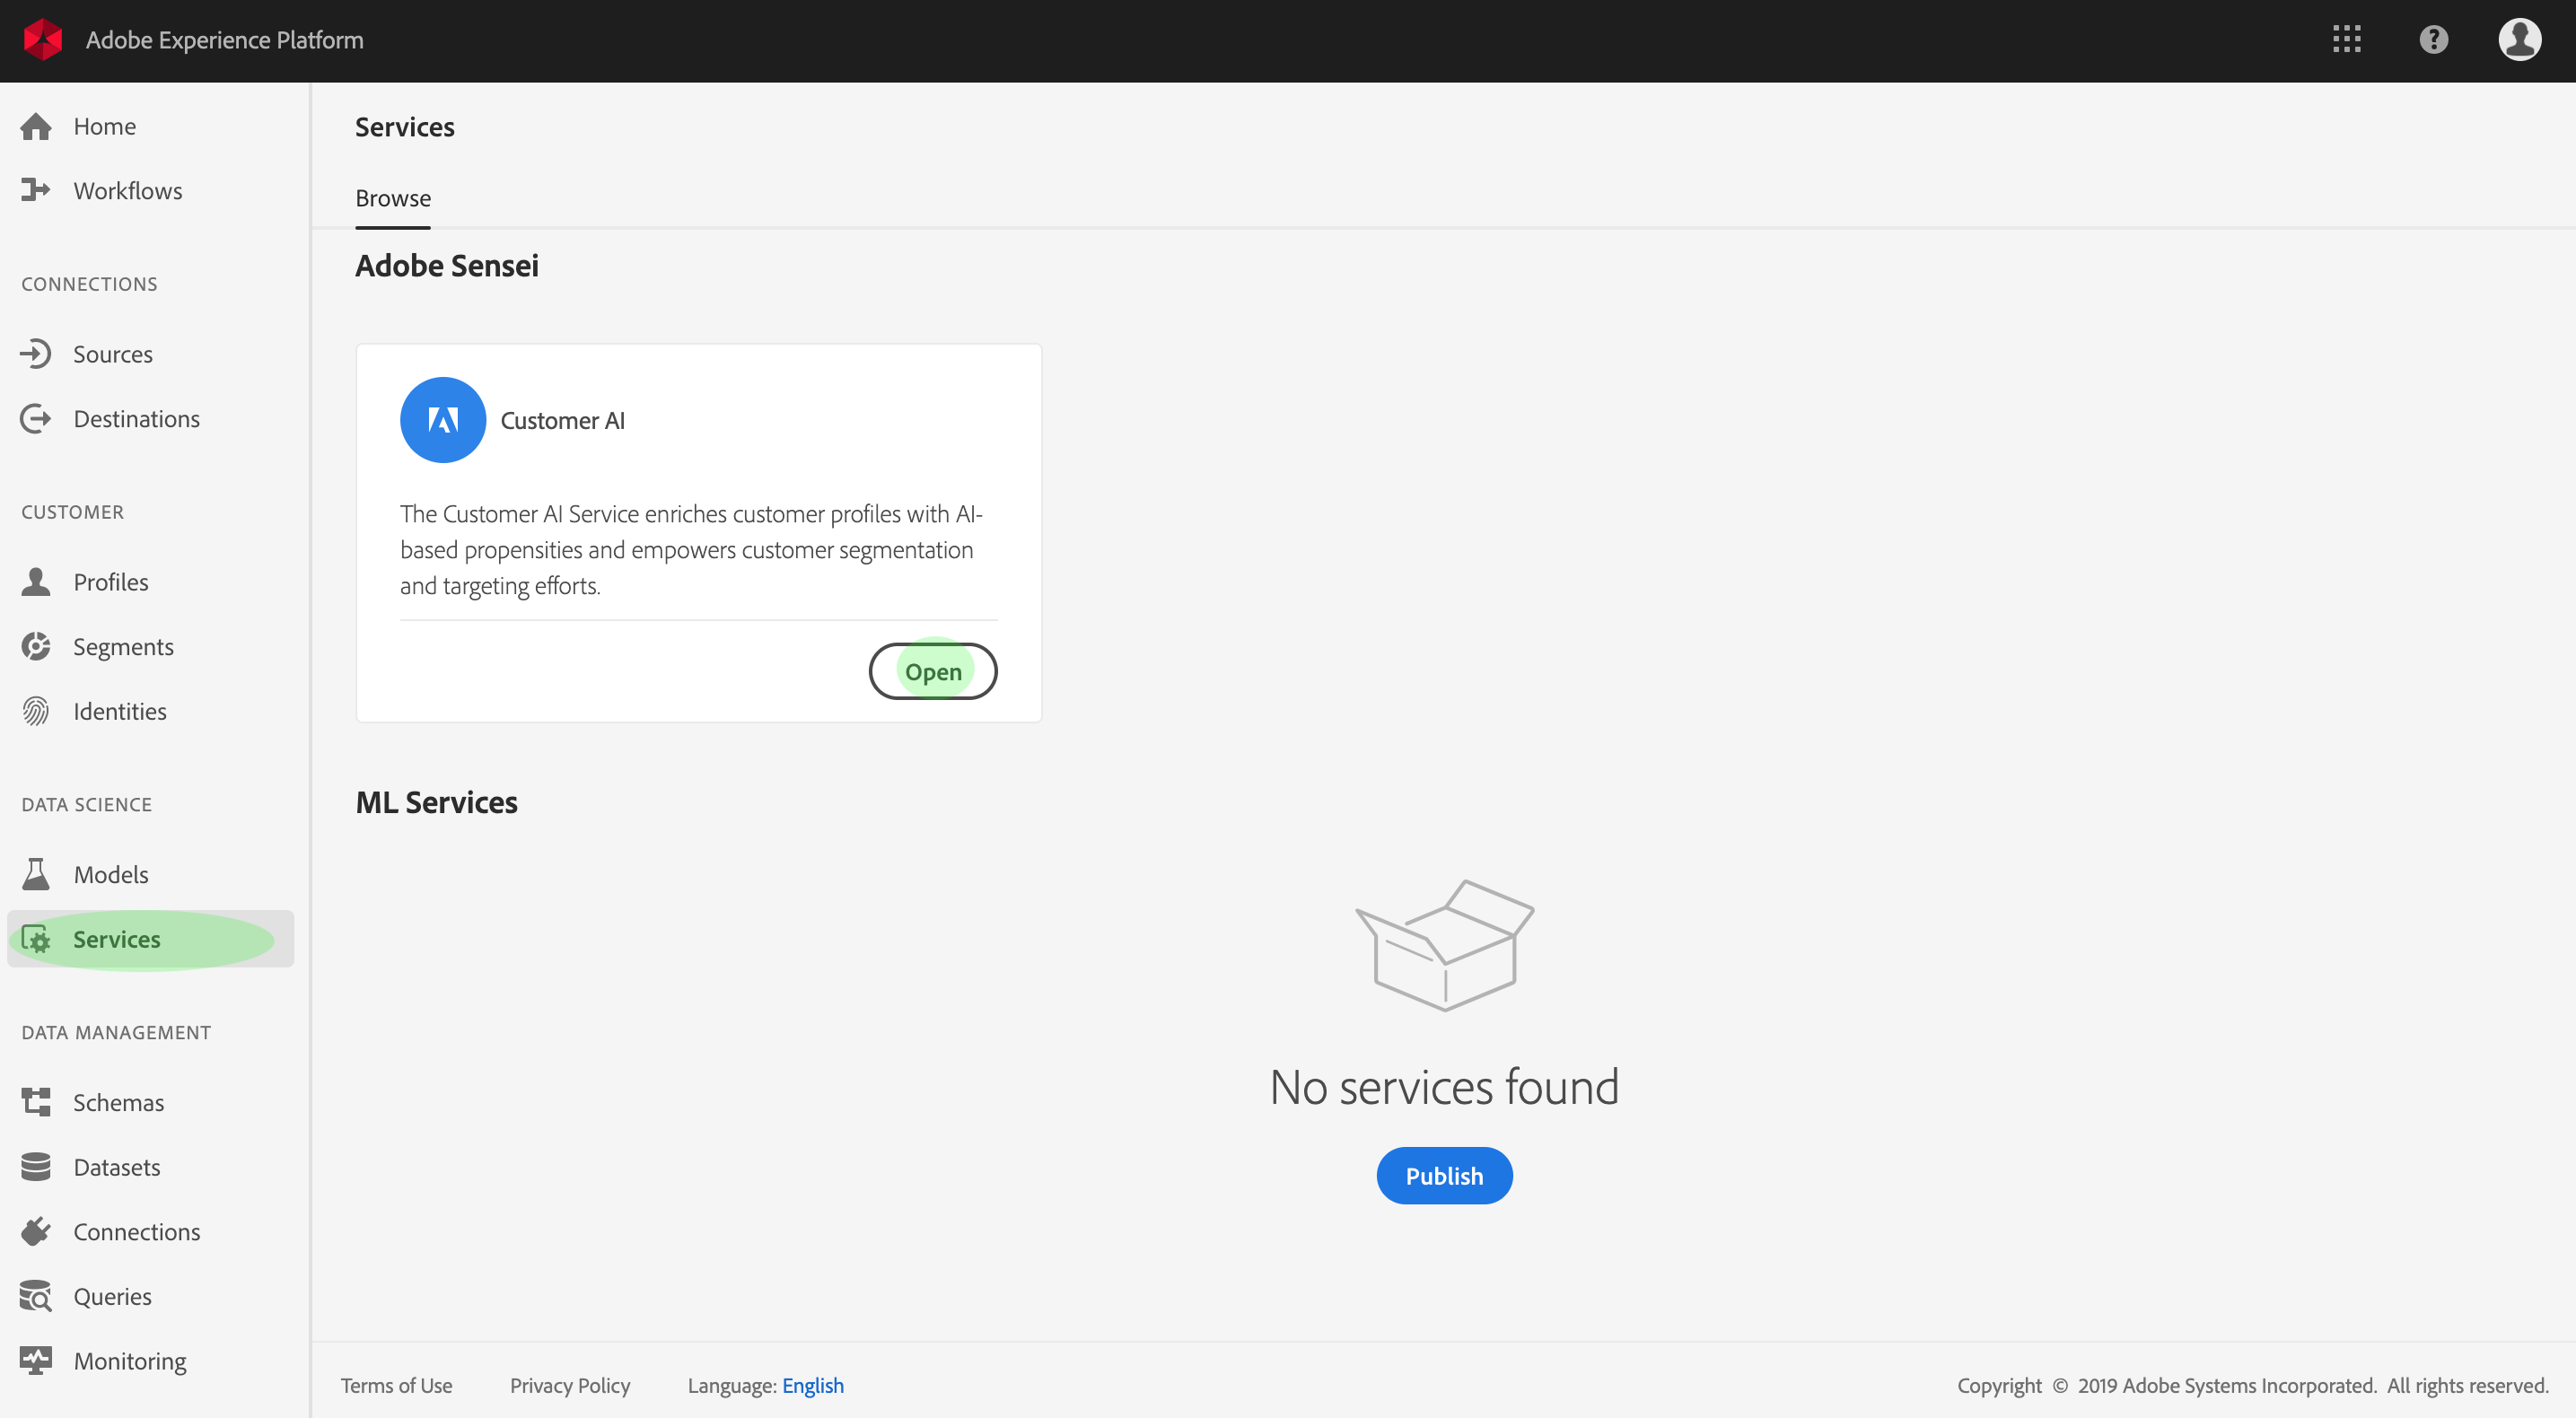 Adobe Experience Platform
?
Home
Workflows
CONNECTIONS
Sources
Destinations
CUSTOMER
Profiles
Segments
Identities
DATA SCIENCE
Models
Services
DATA MANAGEMENT
Schemas
Datasets
Connections
Queries
Monitoring
Services
Browse
Adobe Sensei
Customer AI
The Customer AI Service enriches customer profiles with AI-
based propensities and empowers customer segmentation
and targeting efforts.
Open
ML Services
No services found
Publish
Terms of Use Privacy Policy Language: English Copyright © 2019 Adobe Systems Incorporated. All rights reserved.